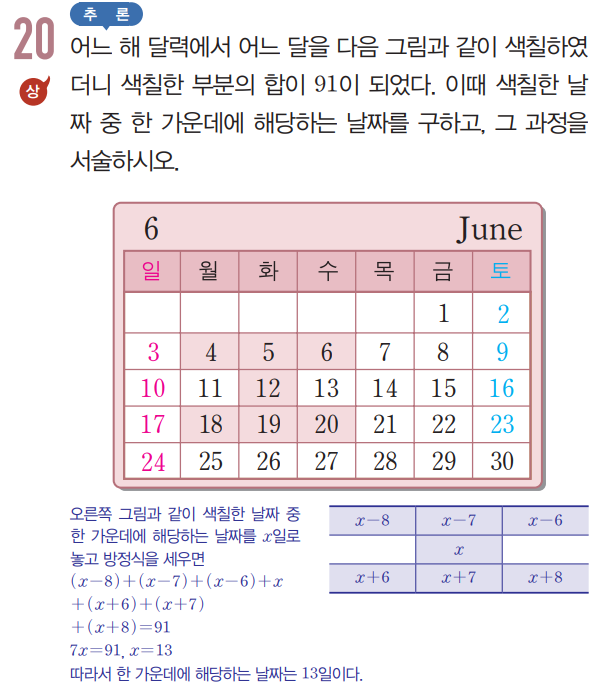 추 론
20
상
어느 해 달력에서 어느 달을 다음 그림과 같이 색칠하였
더니 색칠한 부분의 합이 91이 되었다. 이때 색칠한 날
짜 중 한 가운데에 해당하는 날짜를 구하고, 그 과정을
서술하시오.
6 June
일 월 화 수 목 금 토
1 2
3 4 5 6 7 8 9
10 11 12 13 14 15 16
17 18 19 20 21 22 23
24 25 26 27 28 29 30
오른쪽 그림과 같이 색칠한 날짜 중
한 가운데에 해당하는 날짜를 x일로
놓고 방정식을 세우면
(x-8)+(x-7)+(x-6)+x
+(x+6)+(x+7)
+(x+8)=91
7x=91, x=13
따라서 한 가운데에 해당하는 날짜는 13일이다.
x-8 x-7 x-6
x
x+6 x+7 x+8